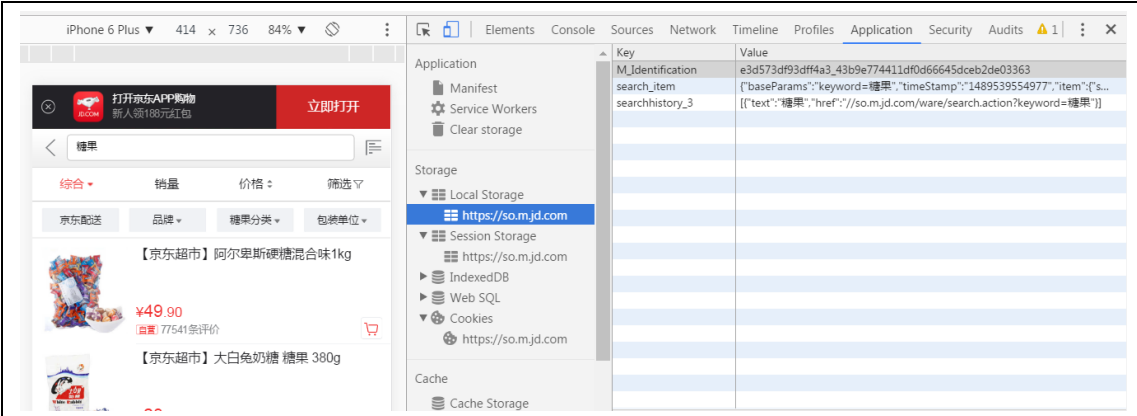 iPhone 6 Plus ▼ 414 × 736 84% ▼
Elements Console Sources Network Timeline Profiles Application Security Audits 1
JD.COM
打开京东APP购物
新人领188元红包
立即打开
糖果
综合 销量 价格 筛选
京东配送 品牌 糖果分类 包装单位
【京东超市】阿尔卑斯硬糖混合味1kg
¥49.90
自营 77541条评价
【京东超市】大白兔奶糖 糖果 380g
Application
Manifest
Service Workers
Clear storage
Storage
▼ Local Storage
https://so.m.jd.com
▼ Session Storage
https://so.m.jd.com
▶ IndexedDB
▶ Web SQL
▼ Cookies
https://so.m.jd.com
Cache
Cache Storage
Key Value
M_Identification e3d573df93dff4a3_43b9e774411df0d66645dceb2de03363
search_item {"baseParams":"keyword=糖果","timeStamp":"1489539554977","item":{"s...
searchhistory_3 [{"text":"糖果","href":"//so.m.jd.com/ware/search.action?keyword=糖果"}]